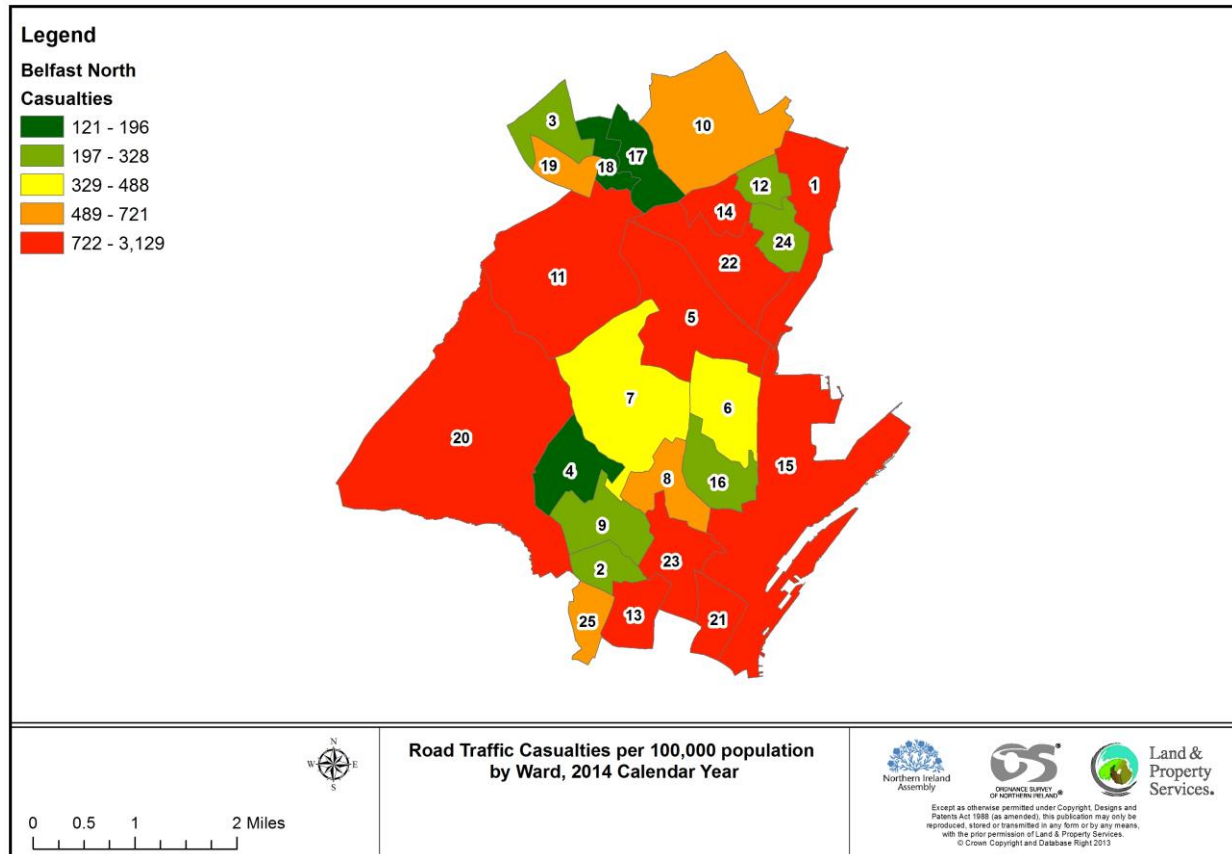 Legend
Belfast North
Casualties
121 - 196
197 - 328
329 - 488
489 - 721
722 - 3,129
3
10
17
18
19
12
1
14
24
22
11
5
7
6
20
4
8
16
15
9
23
2
25
13
21
N
W E
S
0 0.5 1 2 Miles
Road Traffic Casualties per 100,000 population
by Ward, 2014 Calendar Year
Northern Ireland
Assembly
OS®
ORDNANCE SURVEY
OF NORTHERN IRELAND®
Land &
Property
Services.
Except as otherwise permitted under Copyright, Designs and
Patents Act 1988 (as amended), this publication may only be
reproduced, stored or transmitted in any form or by any means,
with the prior permission of Land & Property Services.
© Crown Copyright and Database Right 2013